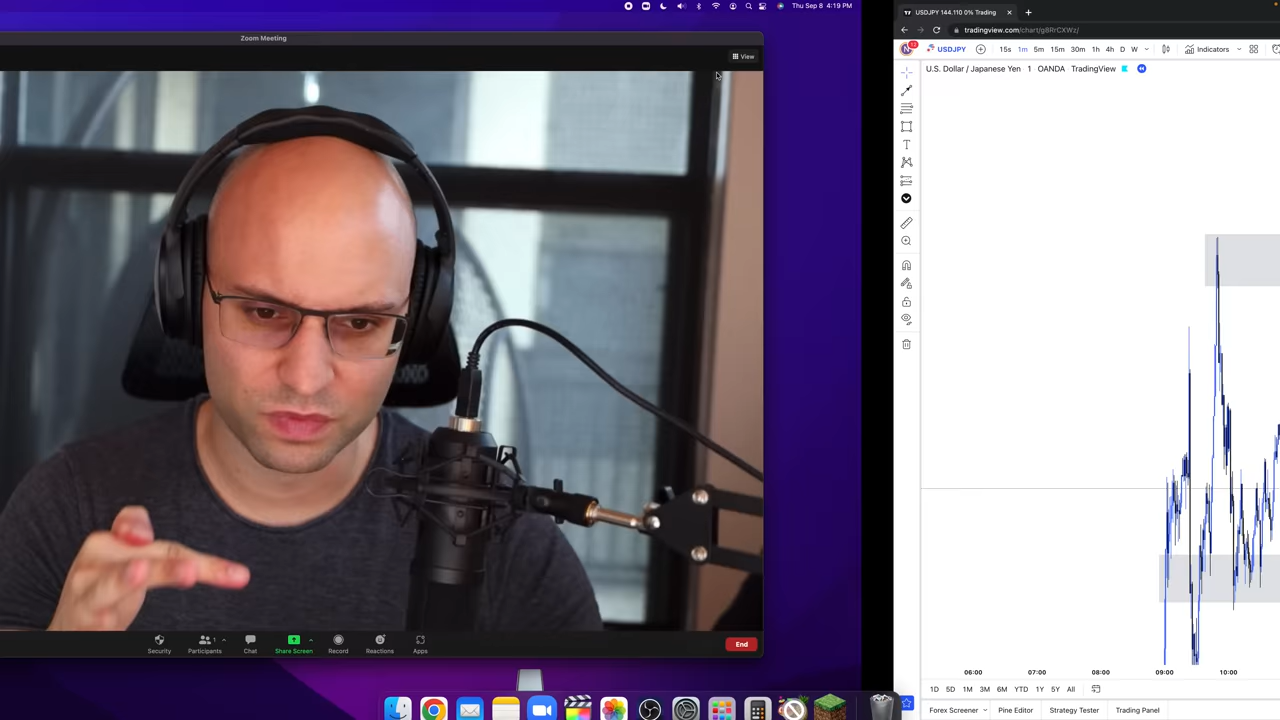 Thu Sep 8 4:19 PM
Zoom Meeting
View
Security
Participants
1
Chat
Share Screen
Record
Reactions
Apps
End
USDJPY 144.110 0% Trading
tradingview.com/chart/g8RrCXWz/
USDJPY 15s 1m 5m 15m 30m 1h 4h D W Indicators
U.S. Dollar / Japanese Yen 1 OANDA TradingView
06:00 07:00 08:00 09:00 10:00
1D 5D 1M 3M 6M YTD 1Y 5Y All
Forex Screener Pine Editor Strategy Tester Trading Panel